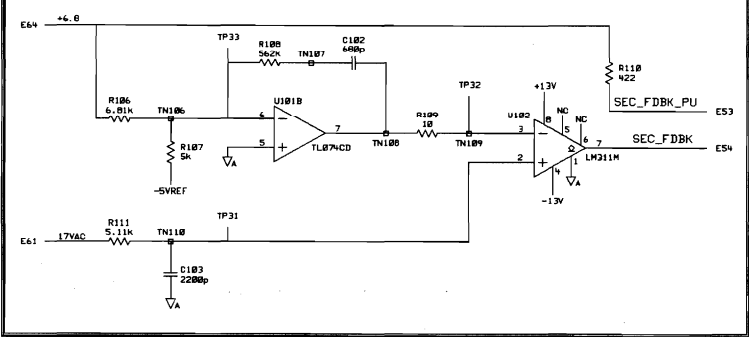 E64 +6.8
TP33
R108
562K
TN107
C102
680p
TP32
R110
422
+13V
SEC_FDBK_PU
E53
R106
6.81k
TN106
U101B
6
7
5
TL074CD
A
R107
5k
-5VREF
TN108
R109
10
TN109
U102
NC
NC
8
5
6
3
2
7
4
1
Ω
LM311M
A
-13V
SEC_FDBK
E54
E61 17VAC
R111
5.11k
TN110
TP31
C103
2200p
A